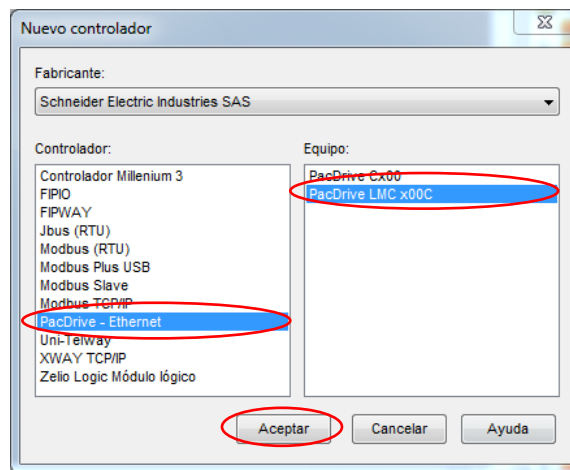 Nuevo controlador
Fabricante:
Schneider Electric Industries SAS
Controlador:
Controlador Millenium 3
FIPIO
FIPWAY
Jbus (RTU)
Modbus (RTU)
Modbus Plus USB
Modbus Slave
Modbus TCP/IP
PacDrive - Ethernet
Uni-Telway
XWAY TCP/IP
Zelio Logic Módulo lógico
Equipo:
PacDrive Cx00
PacDrive LMC x00C
Aceptar
Cancelar
Ayuda